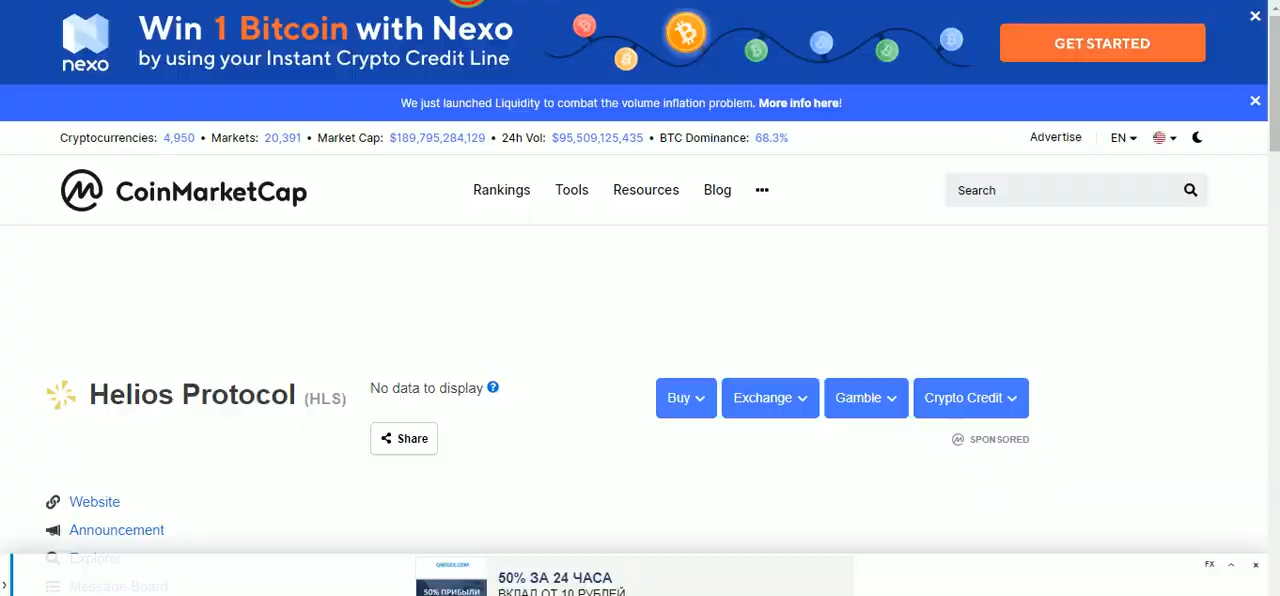 Win 1 Bitcoin with Nexo
by using your Instant Crypto Credit Line
nexo
GET STARTED
We just launched Liquidity to combat the volume inflation problem. More info here!
Cryptocurrencies: 4,950 • Markets: 20,391 • Market Cap: $189,795,284,129 • 24h Vol: $95,509,125,435 • BTC Dominance: 68.3%
Advertise EN
CoinMarketCap
Rankings Tools Resources Blog •••
Search
Helios Protocol (HLS)
No data to display
Share
Buy Exchange Gamble Crypto Credit
SPONSORED
Website
Announcement
Explorer
Message Board
50% ПРИБЫЛИ
50% ЗА 24 ЧАСА
ВКЛАД ОТ 10 РУБЛЕЙ
FX